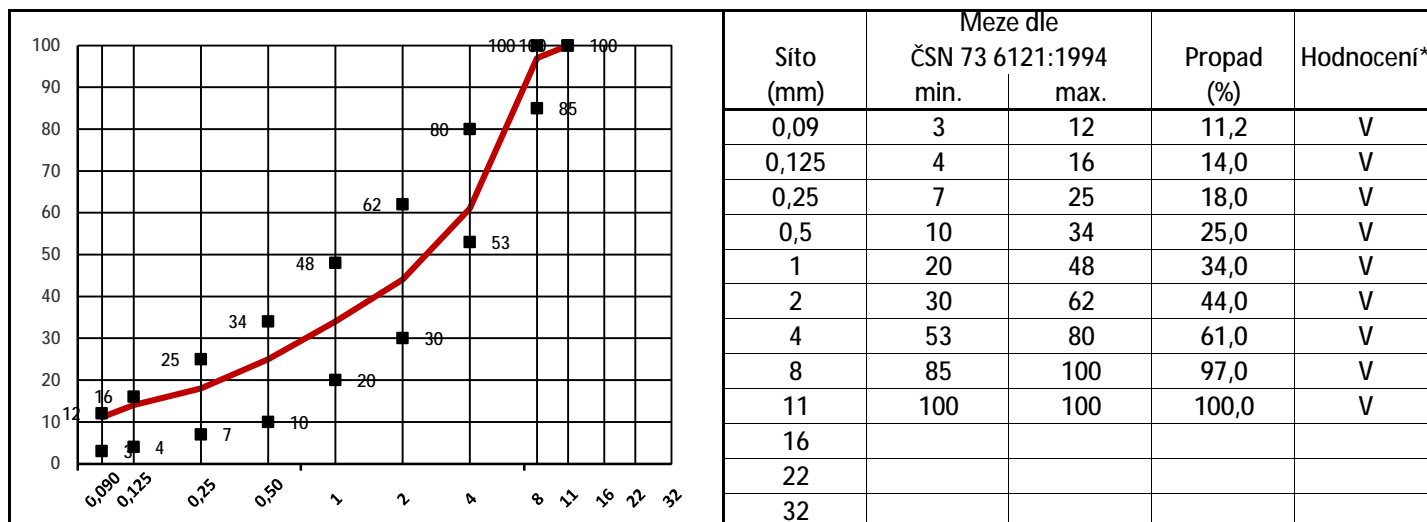 100
90
80
70
60
50
40
30
20
10
0
100 100 100
85
80
53
62
30
48
20
34
10
25
7
16
4
12
3
0,090 0,125 0,25 0,50 1 2 4 8 11 16 22 32
Meze dle
Síto ČSN 73 6121:1994 Propad Hodnocení*
(mm) min. max. (%)
0,09 3 12 11,2 V
0,125 4 16 14,0 V
0,25 7 25 18,0 V
0,5 10 34 25,0 V
1 20 48 34,0 V
2 30 62 44,0 V
4 53 80 61,0 V
8 85 100 97,0 V
11 100 100 100,0 V
16
22
32